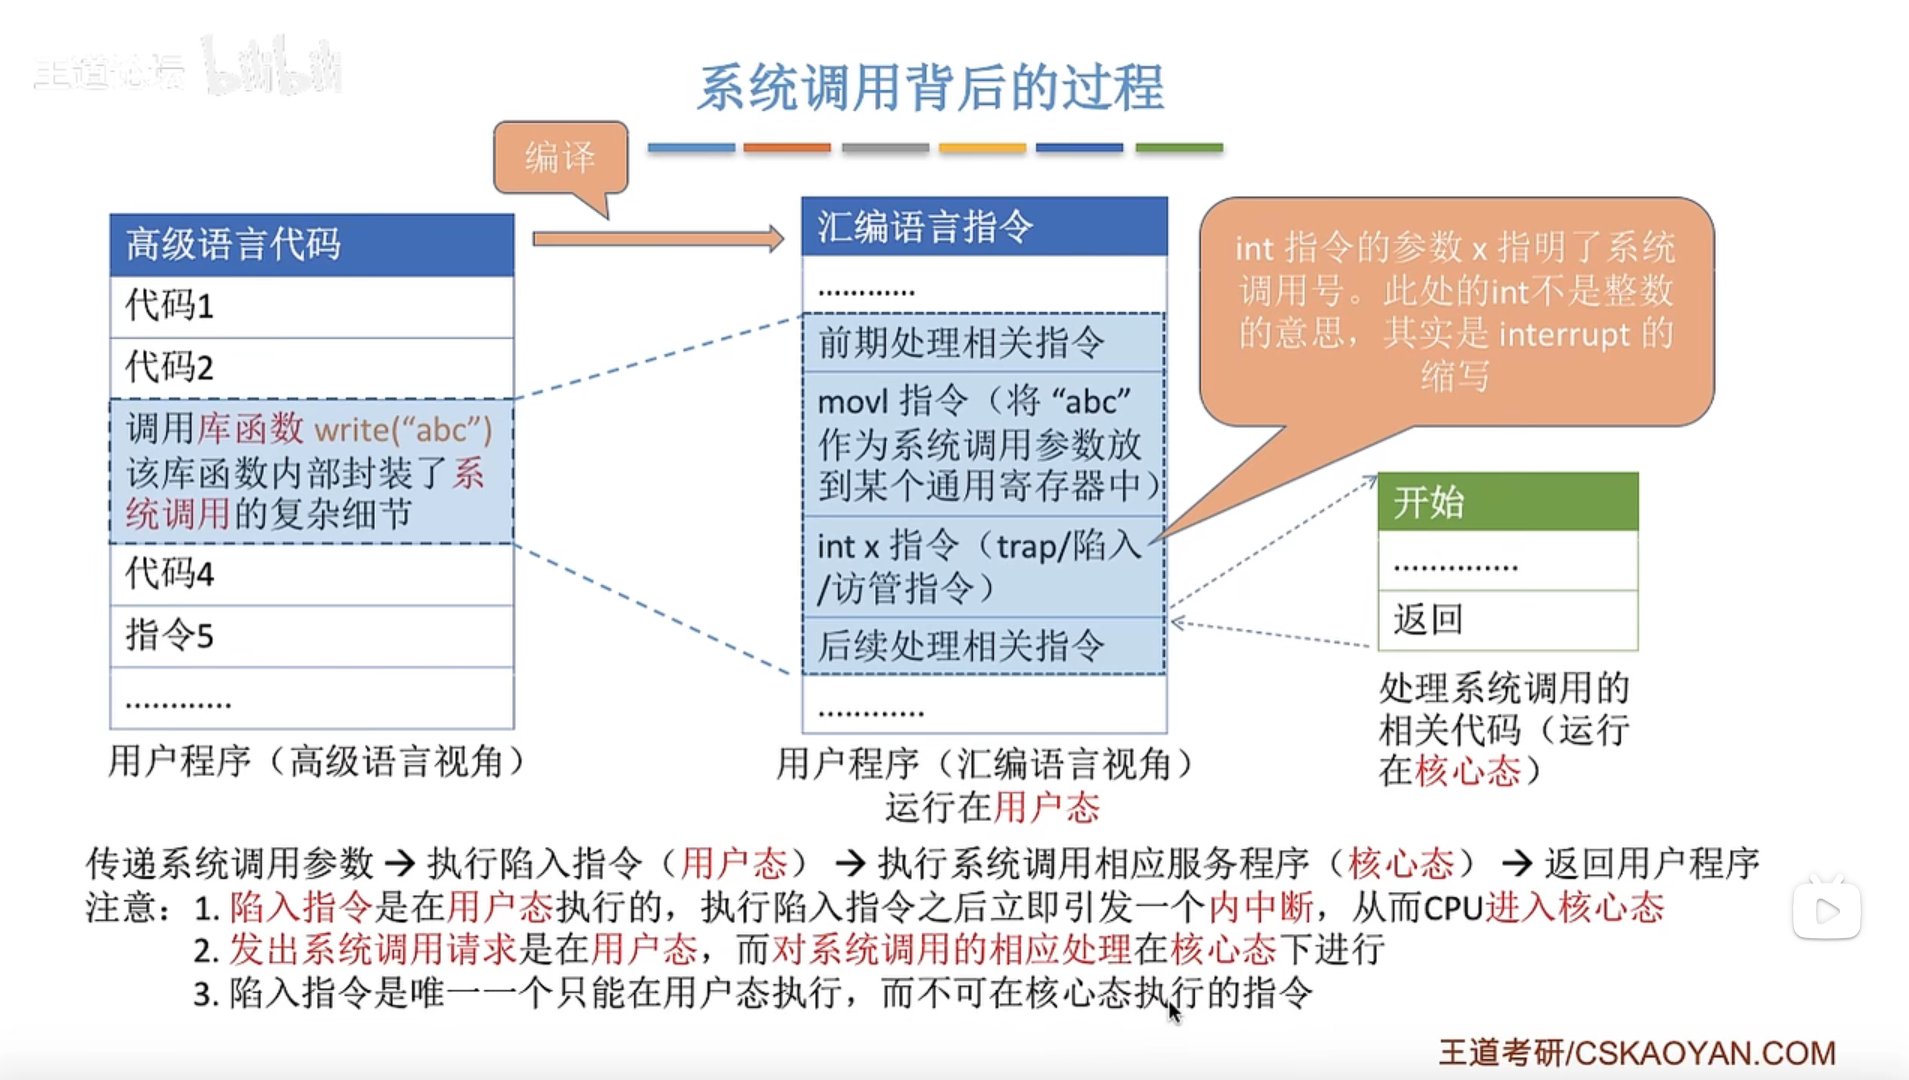 王道论坛 bilibili
系统调用背后的过程
编译
高级语言代码
代码1
代码2
调用库函数 write(“abc”)
该库函数内部封装了系
统调用的复杂细节
代码4
指令5
............
用户程序（高级语言视角）
汇编语言指令
............
前期处理相关指令
movl 指令（将 “abc”
作为系统调用参数放
到某个通用寄存器中）
int x 指令（trap/陷入
/访管指令）
后续处理相关指令
............
用户程序（汇编语言视角）
运行在用户态
int 指令的参数 x 指明了系统
调用号。此处的int不是整数
的意思，其实是 interrupt 的
缩写
开始
..............
返回
处理系统调用的
相关代码（运行
在核心态）
传递系统调用参数 → 执行陷入指令（用户态） → 执行系统调用相应服务程序（核心态） → 返回用户程序
注意：1. 陷入指令是在用户态执行的，执行陷入指令之后立即引发一个内中断，从而CPU进入核心态
2. 发出系统调用请求是在用户态，而对系统调用的相应处理在核心态下进行
3. 陷入指令是唯一一个只能在用户态执行，而不可在核心态执行的指令
王道考研/CSKAOYAN.COM